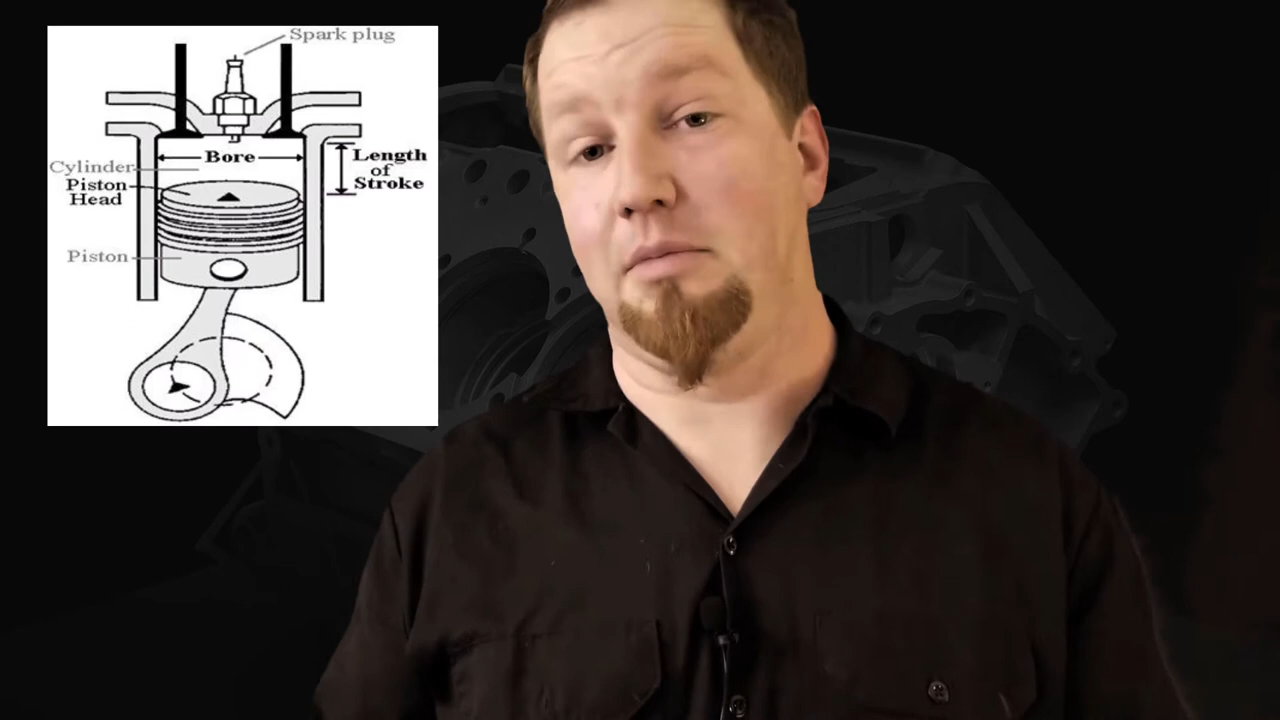 Spark plug
Bore
Length
of
Stroke
Cylinder
Piston
Head
Piston